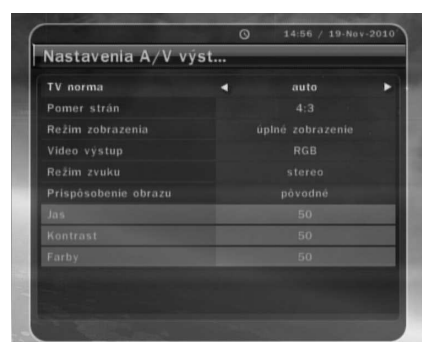 14:56 / 19-Nov-2010
Nastavenia A/V výst...
TV norma auto
Pomer strán 4:3
Režim zobrazenia úplné zobrazenie
Video výstup RGB
Režim zvuku stereo
Prispôsobenie obrazu pôvodné
Jas 50
Kontrast 50
Farby 50